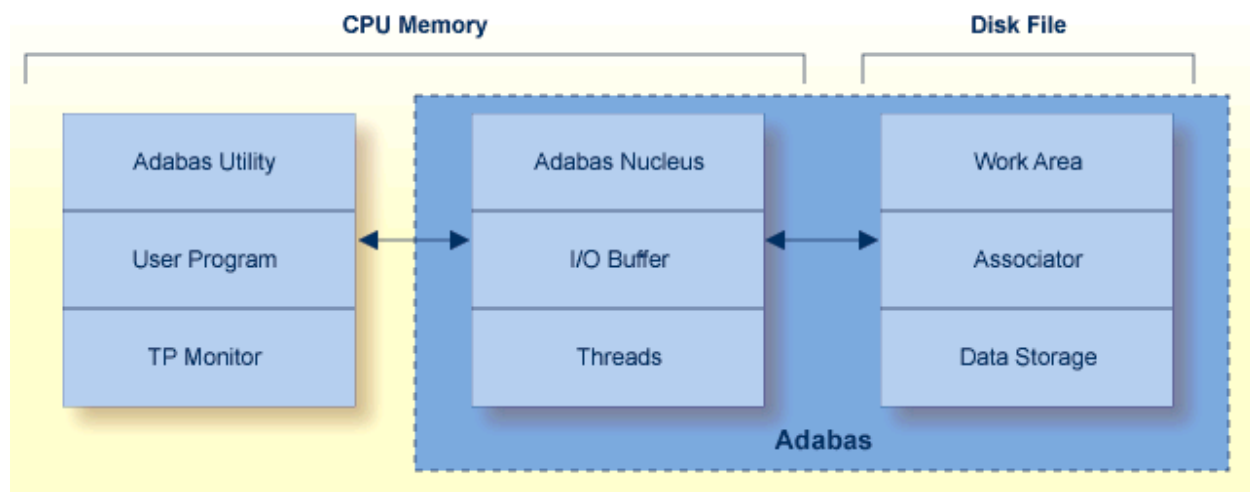 CPU Memory
Disk File
Adabas Utility
User Program
TP Monitor
Adabas Nucleus
I/O Buffer
Threads
Work Area
Associator
Data Storage
Adabas